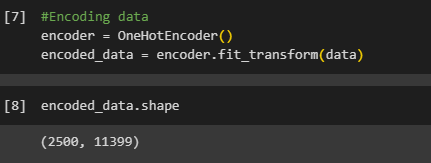 [7] #Encoding data
encoder = OneHotEncoder()
encoded_data = encoder.fit_transform(data)
[8] encoded_data.shape
(2500, 11399)